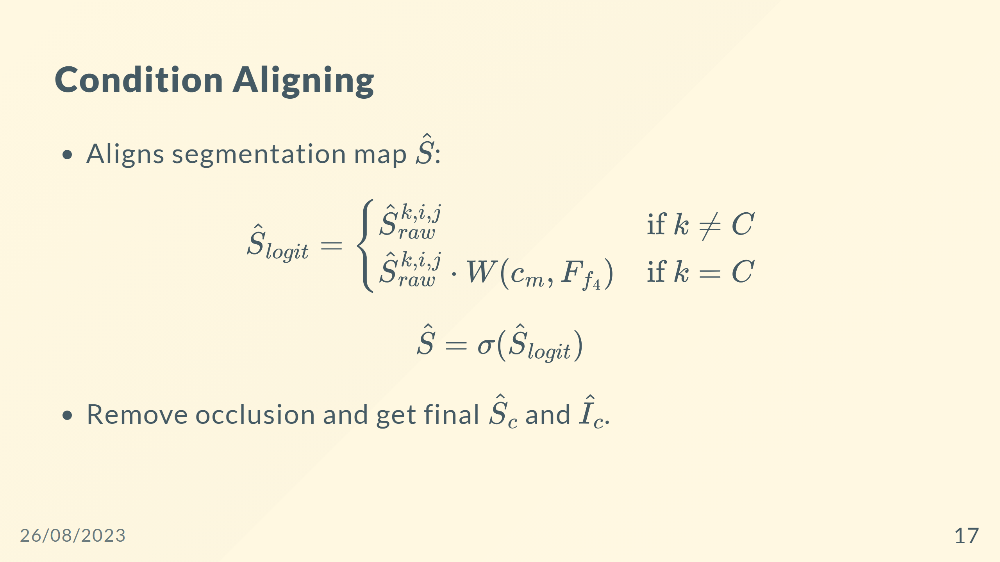 Condition Aligning
• Aligns segmentation map $\hat{S}$:
$\hat{S}_{logit} = \begin{cases} \hat{S}_{raw}^{k,i,j} & \text{if } k \neq C \\ \hat{S}_{raw}^{k,i,j} \cdot W(c_m, F_{f_4}) & \text{if } k = C \end{cases}$
$\hat{S} = \sigma(\hat{S}_{logit})$
• Remove occlusion and get final $\hat{S}_c$ and $\hat{I}_c$.
26/08/2023
17